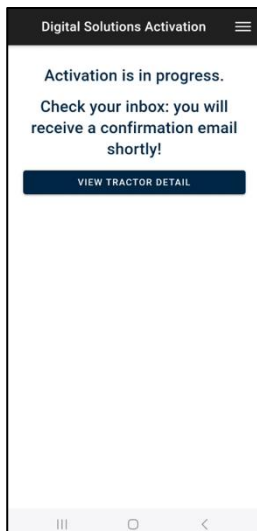 Digital Solutions Activation
Activation is in progress.
Check your inbox: you will
receive a confirmation email
shortly!
VIEW TRACTOR DETAIL